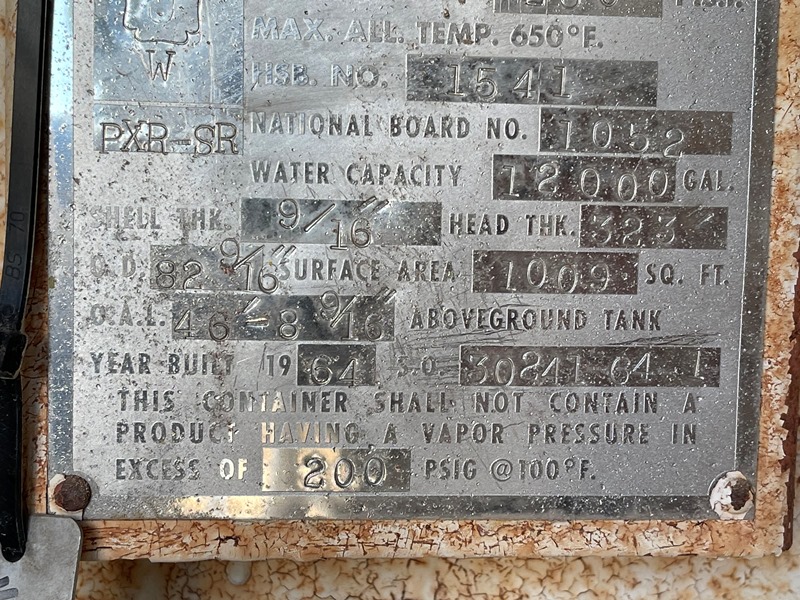 MAX. ALL. TEMP. 650°F.
W
HSB. NO. 1541
PXR-SR NATIONAL BOARD NO. 1052
WATER CAPACITY 12000 GAL.
SHELL THK. 9/16" HEAD THK. .323"
O.D. 82 9/16" SURFACE AREA 1009 SQ. FT.
O.A.L. 46'-8 9/16" ABOVEGROUND TANK
YEAR BUILT 1964 S.O. 30241-64-1
THIS CONTAINER SHALL NOT CONTAIN A
PRODUCT HAVING A VAPOR PRESSURE IN
EXCESS OF 200 PSIG @ 100°F.